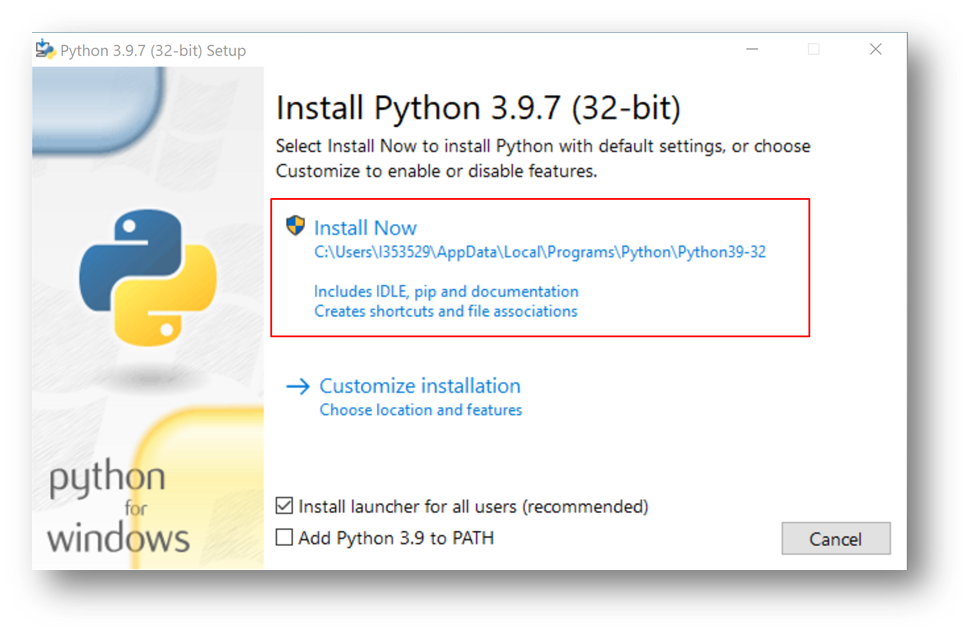 Python 3.9.7 (32-bit) Setup
Install Python 3.9.7 (32-bit)
Select Install Now to install Python with default settings, or choose
Customize to enable or disable features.
Install Now
C:\Users\I353529\AppData\Local\Programs\Python\Python39-32
Includes IDLE, pip and documentation
Creates shortcuts and file associations
Customize installation
Choose location and features
python
for
windows
Install launcher for all users (recommended)
Add Python 3.9 to PATH
Cancel